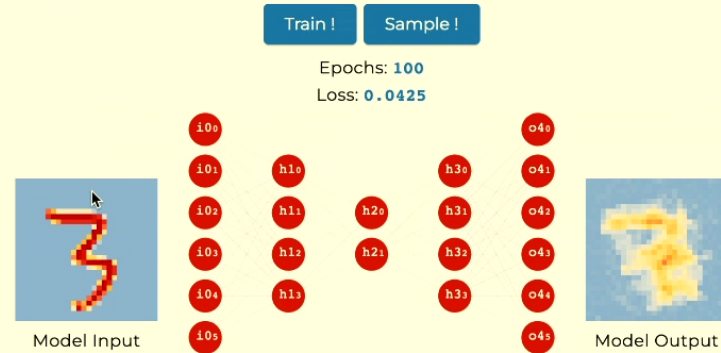 Train ! Sample !
Epochs: 100
Loss: 0.0425
i0₀ o4₀
i0₁ h1₀ h3₀ o4₁
i0₂ h1₁ h2₀ h3₁ o4₂
i0₃ h1₂ h2₁ h3₂ o4₃
i0₄ h1₃ h3₃ o4₄
i0₅ o4₅
Model Input Model Output